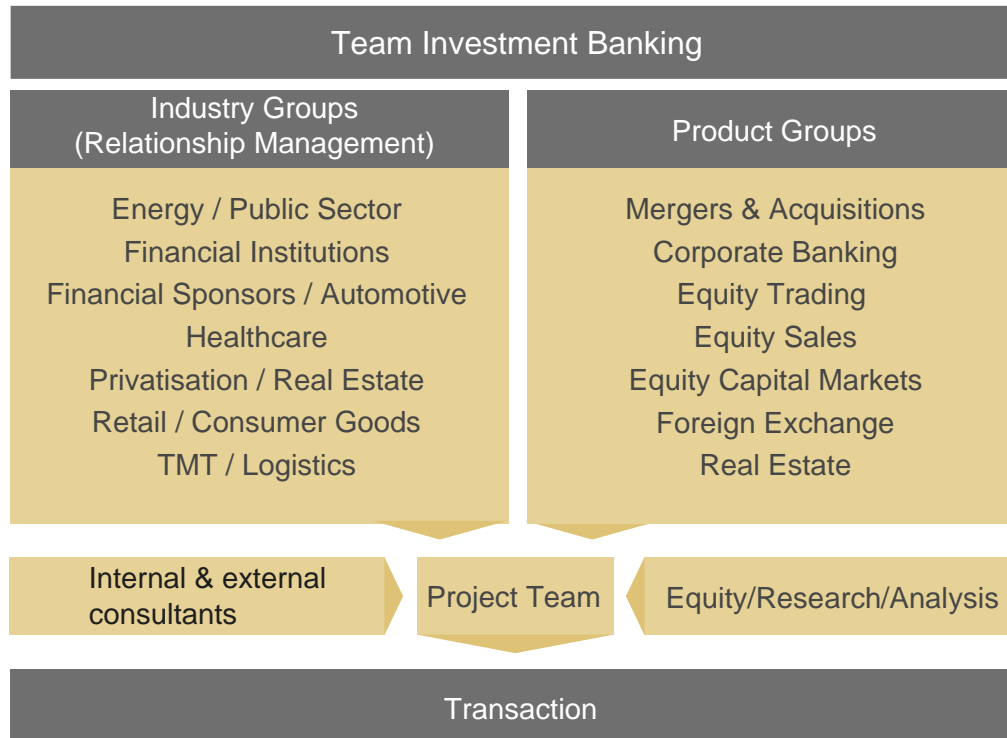 Team Investment Banking
Industry Groups
(Relationship Management)
Product Groups
Energy / Public Sector
Financial Institutions
Financial Sponsors / Automotive
Healthcare
Privatisation / Real Estate
Retail / Consumer Goods
TMT / Logistics
Mergers & Acquisitions
Corporate Banking
Equity Trading
Equity Sales
Equity Capital Markets
Foreign Exchange
Real Estate
Internal & external
consultants
Project Team
Equity/Research/Analysis
Transaction